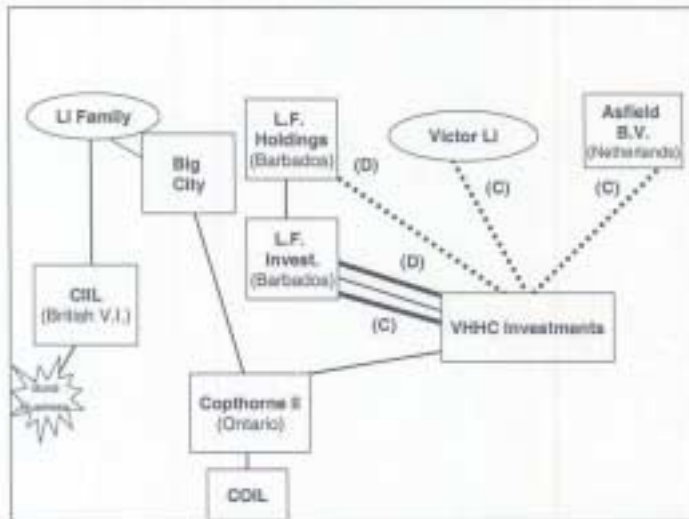 LI Family
L.F.
Holdings
(Barbados)
Victor LI
Asfield
B.V.
(Netherlands)
Big
City
(D)
(C)
(C)
L.F.
Invest.
(Barbados)
(D)
(C)
CIIL
(British V.I.)
VHHC Investments
Copthorne II
(Ontario)
COIL